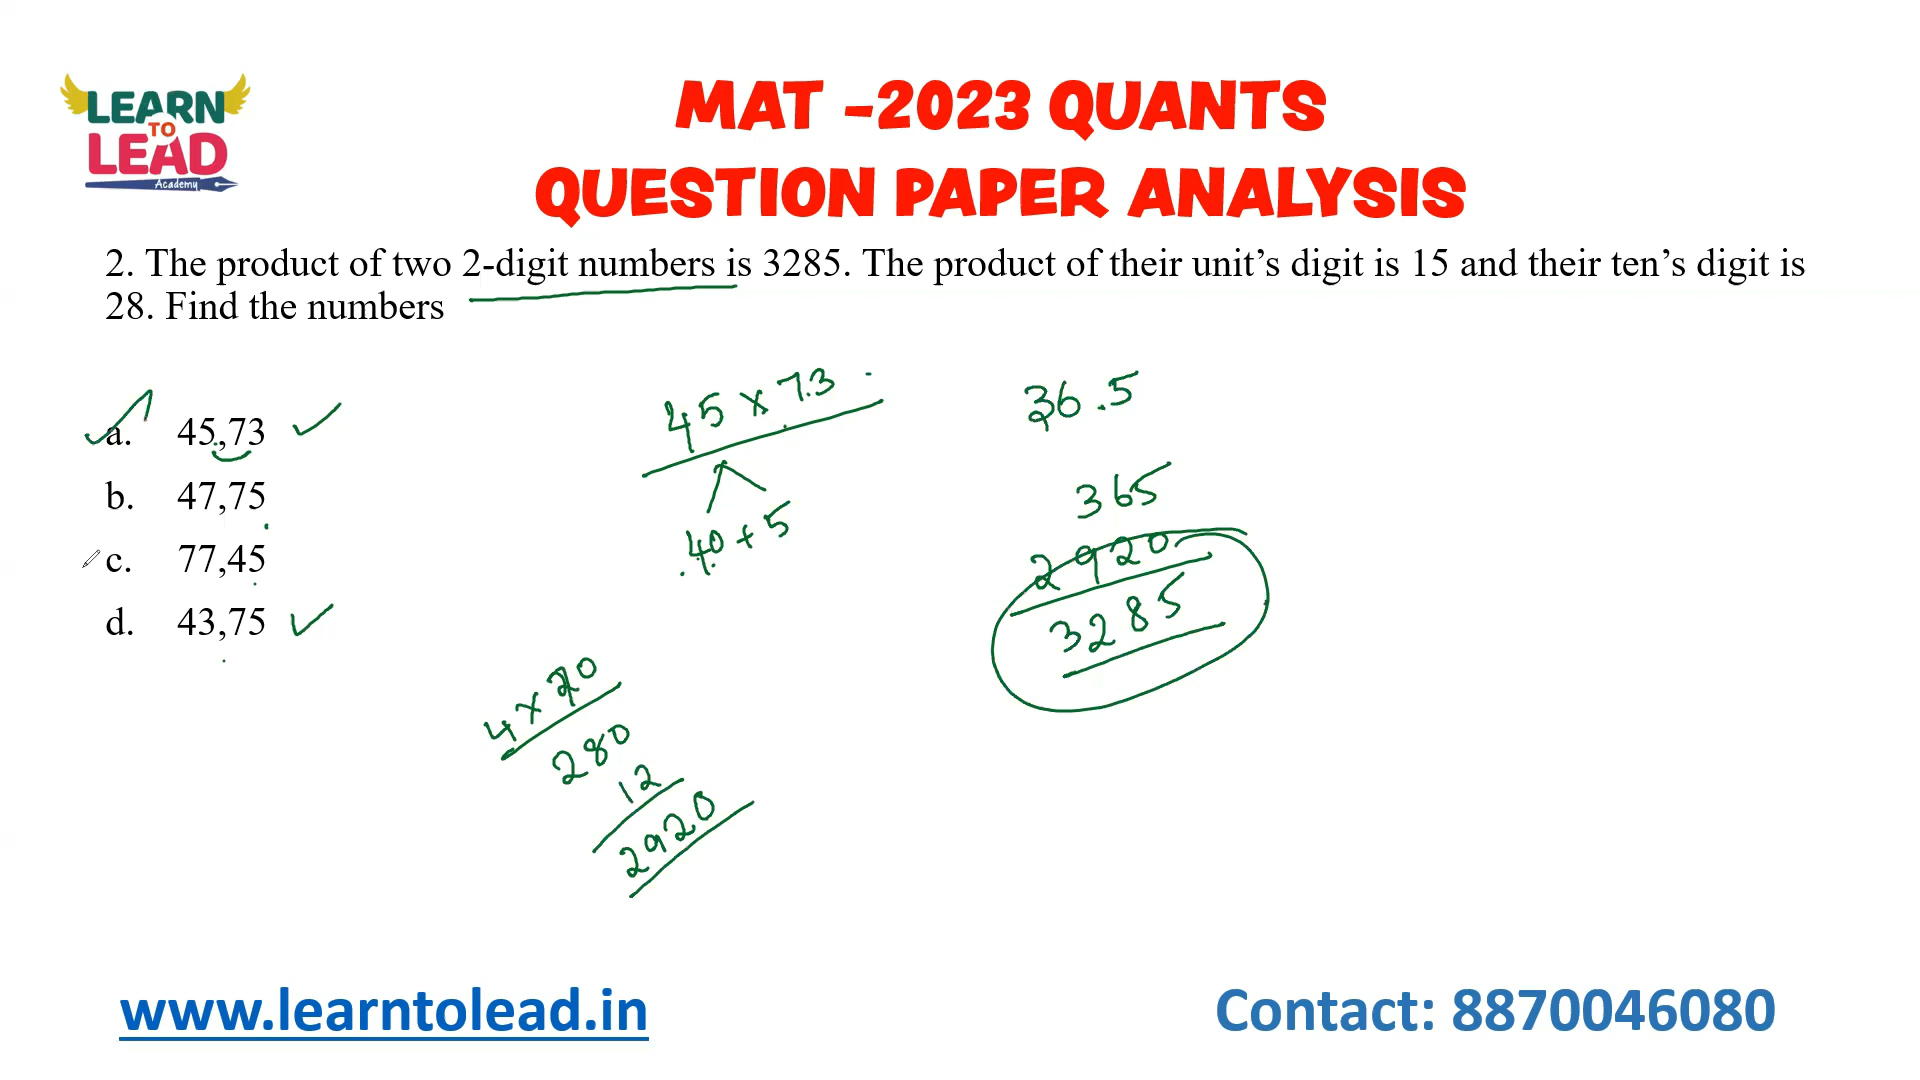 LEARN
TO
LEAD
Academy
MAT -2023 QUANTS
QUESTION PAPER ANALYSIS
2. The product of two 2-digit numbers is 3285. The product of their unit's digit is 15 and their ten's digit is
28. Find the numbers
a. 45,73
b. 47,75
c. 77,45
d. 43,75
45 x 73
40 + 5
36.5
365
2920
3285
4 x 70
280
12
2920
www.learntolead.in
Contact: 8870046080